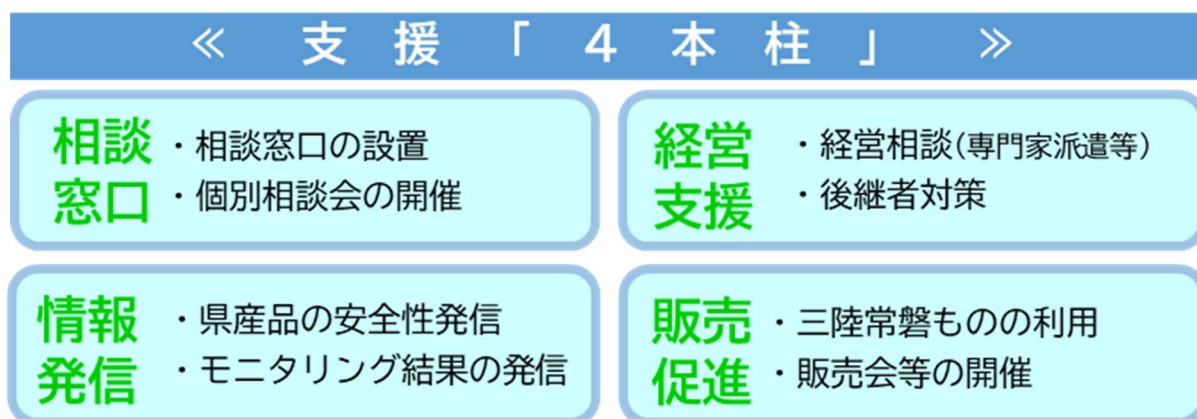 ≪ 支援「4本柱」 ≫
相談
窓口
・相談窓口の設置
・個別相談会の開催
経営
支援
・経営相談(専門家派遣等)
・後継者対策
情報
発信
・県産品の安全性発信
・モニタリング結果の発信
販売
促進
・三陸常磐ものの利用
・販売会等の開催